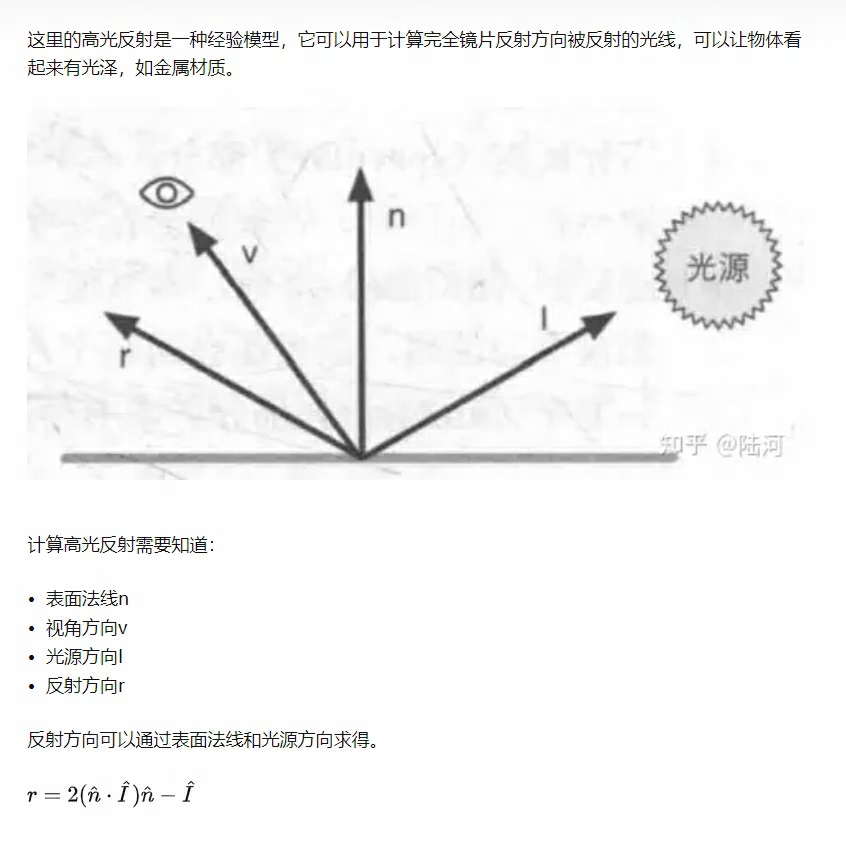 这里的高光反射是一种经验模型，它可以用于计算完全镜片反射方向被反射的光线，可以让物体看
起来有光泽，如金属材质。
n
v
光源
l
r
知乎 @陆河
计算高光反射需要知道：
• 表面法线n
• 视角方向v
• 光源方向l
• 反射方向r
反射方向可以通过表面法线和光源方向求得。
r = 2(n̂ · Î)n̂ − Î